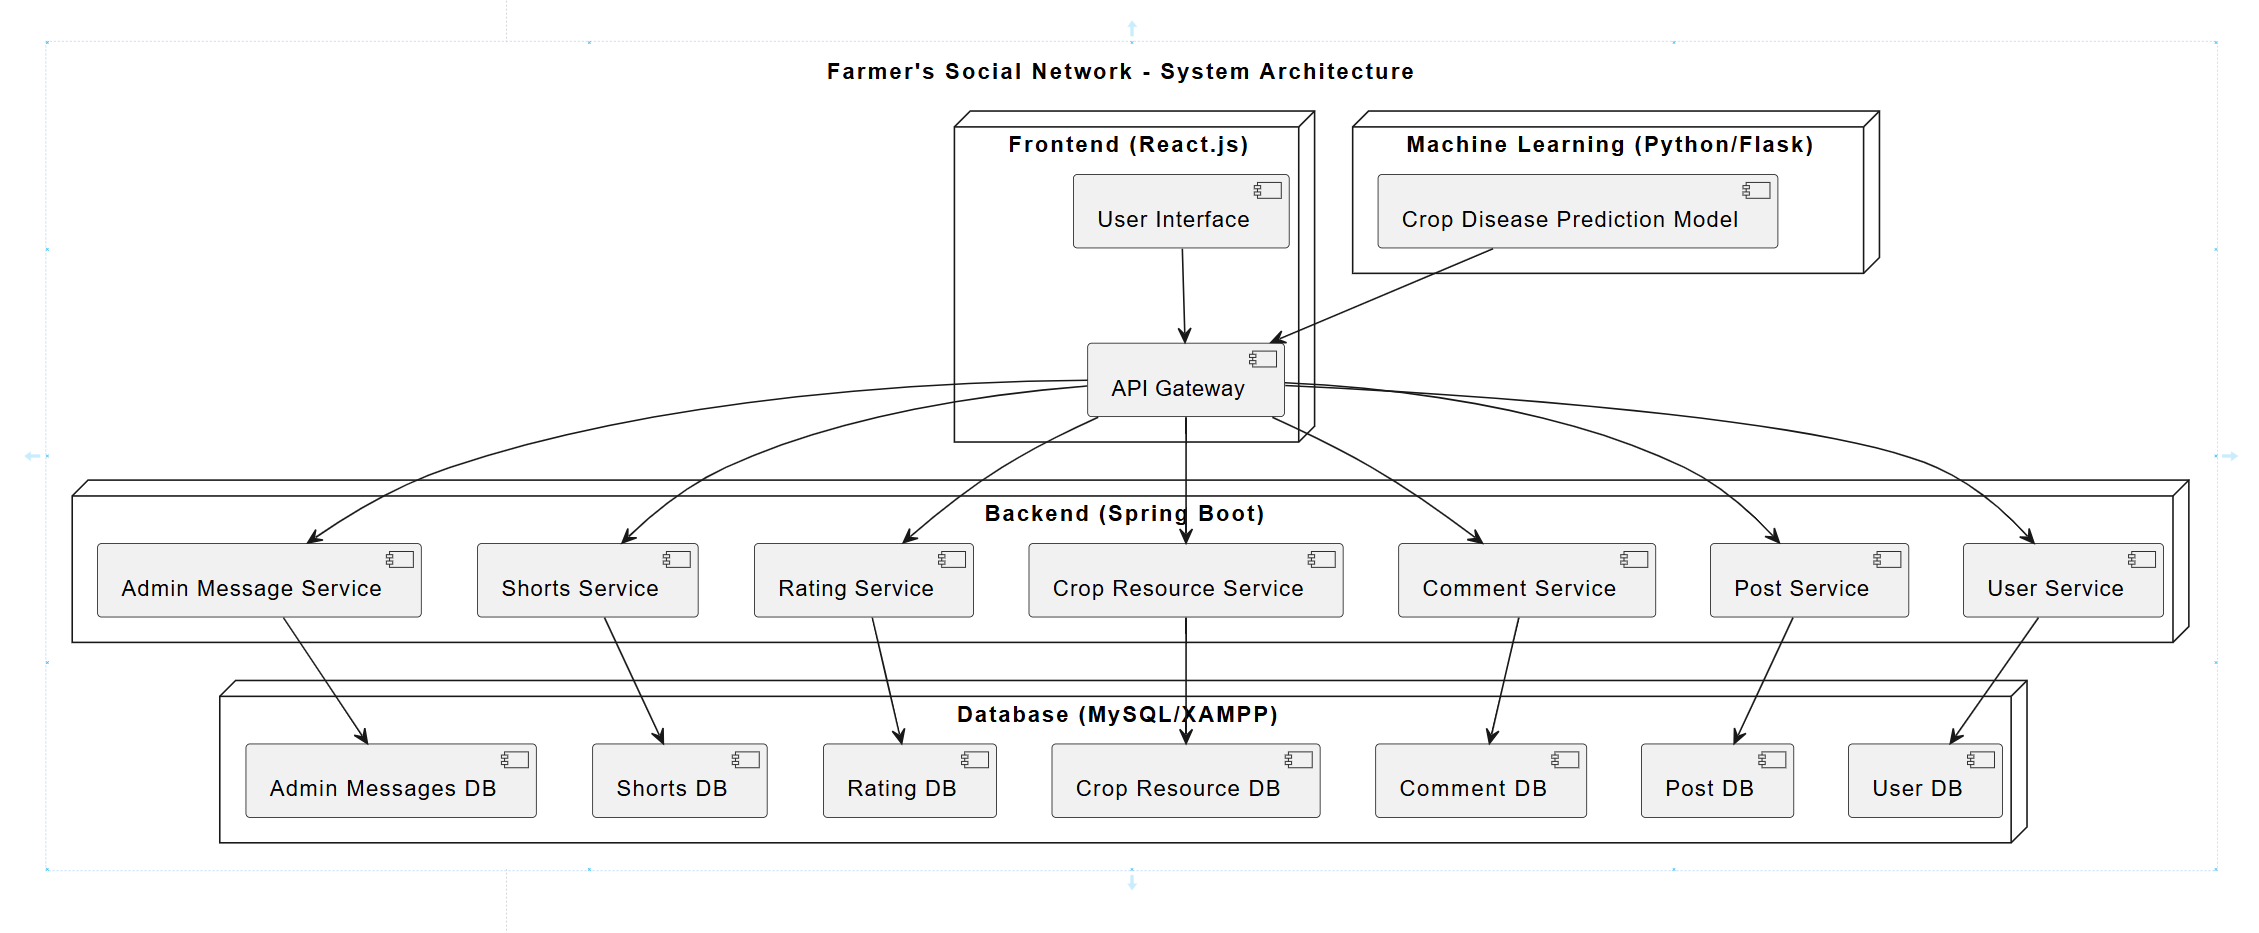 Farmer's Social Network - System Architecture
Frontend (React.js)
Machine Learning (Python/Flask)
User Interface
Crop Disease Prediction Model
API Gateway
Backend (Spring Boot)
Admin Message Service
Shorts Service
Rating Service
Crop Resource Service
Comment Service
Post Service
User Service
Database (MySQL/XAMPP)
Admin Messages DB
Shorts DB
Rating DB
Crop Resource DB
Comment DB
Post DB
User DB